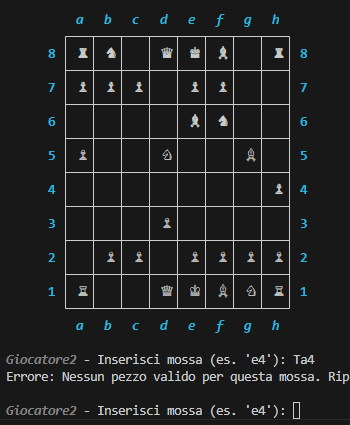 a b c d e f g h
8 ♜ ♞ ♛ ♚ ♝ ♜ 8
7 ♟ ♟ ♟ ♟ ♟ 7
6 ♝ ♞ 6
5 ♟ ♘ ♗ 5
4 ♟ 4
3 ♟ 3
2 ♟ ♟ ♟ ♟ ♟ ♟ 2
1 ♖ ♕ ♔ ♗ ♘ ♖ 1
a b c d e f g h
Giocatore2 - Inserisci mossa (es. 'e4'): Ta4
Errore: Nessun pezzo valido per questa mossa. Rip
Giocatore2 - Inserisci mossa (es. 'e4'):